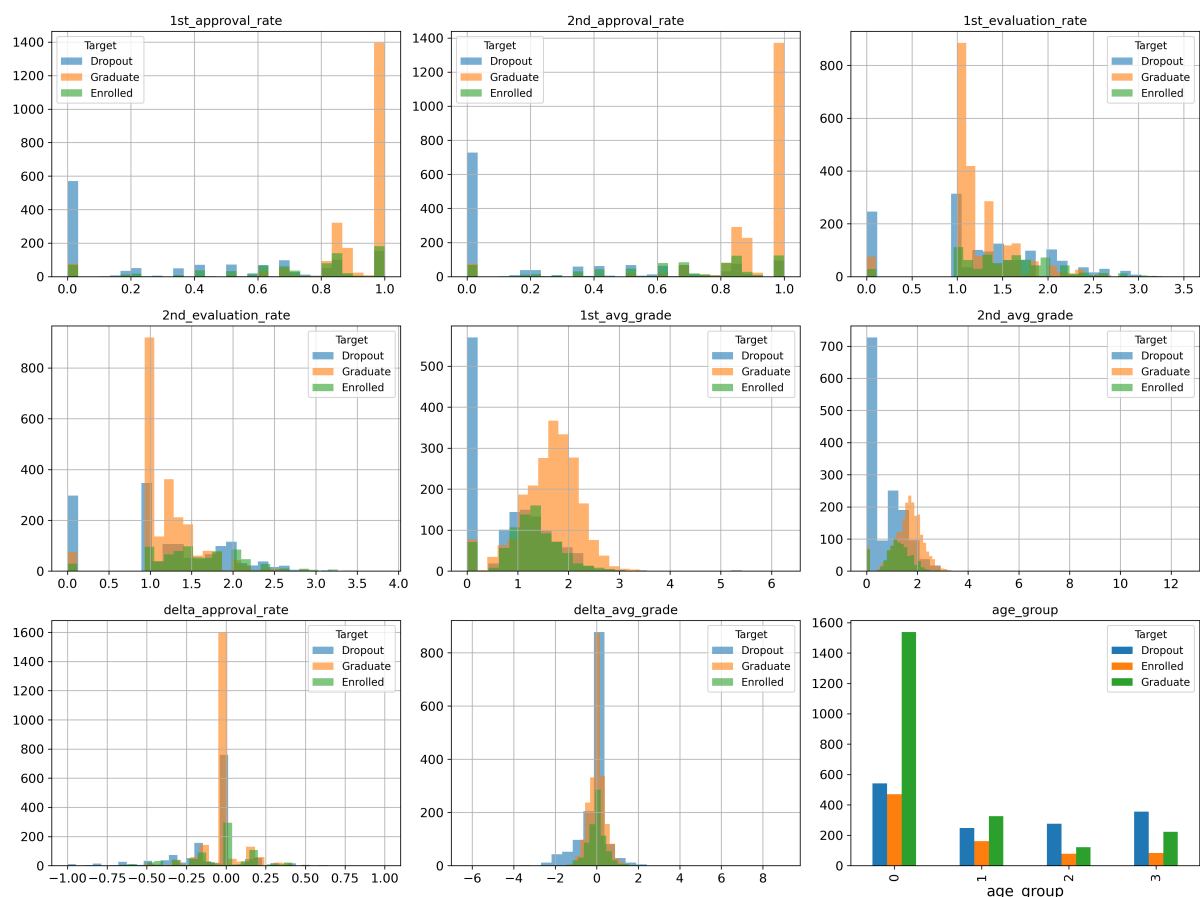 1st_approval_rate
1400
1200
1000
800
600
400
200
0
0.0 0.2 0.4 0.6 0.8 1.0
Target
Dropout
Graduate
Enrolled
2nd_approval_rate
1400
1200
1000
800
600
400
200
0
0.0 0.2 0.4 0.6 0.8 1.0
Target
Dropout
Graduate
Enrolled
1st_evaluation_rate
800
600
400
200
0
0.0 0.5 1.0 1.5 2.0 2.5 3.0 3.5
Target
Dropout
Graduate
Enrolled
2nd_evaluation_rate
800
600
400
200
0
0.0 0.5 1.0 1.5 2.0 2.5 3.0 3.5 4.0
Target
Dropout
Graduate
Enrolled
1st_avg_grade
500
400
300
200
100
0
0 1 2 3 4 5 6
Target
Dropout
Graduate
Enrolled
2nd_avg_grade
700
600
500
400
300
200
100
0
0 2 4 6 8 10 12
Target
Dropout
Graduate
Enrolled
delta_approval_rate
1600
1400
1200
1000
800
600
400
200
0
−1.00 −0.75 −0.50 −0.25 0.00 0.25 0.50 0.75 1.00
Target
Dropout
Graduate
Enrolled
delta_avg_grade
800
600
400
200
0
−6 −4 −2 0 2 4 6 8
Target
Dropout
Graduate
Enrolled
age_group
1600
1400
1200
1000
800
600
400
200
0
0 1 2 3
age_group
Target
Dropout
Enrolled
Graduate